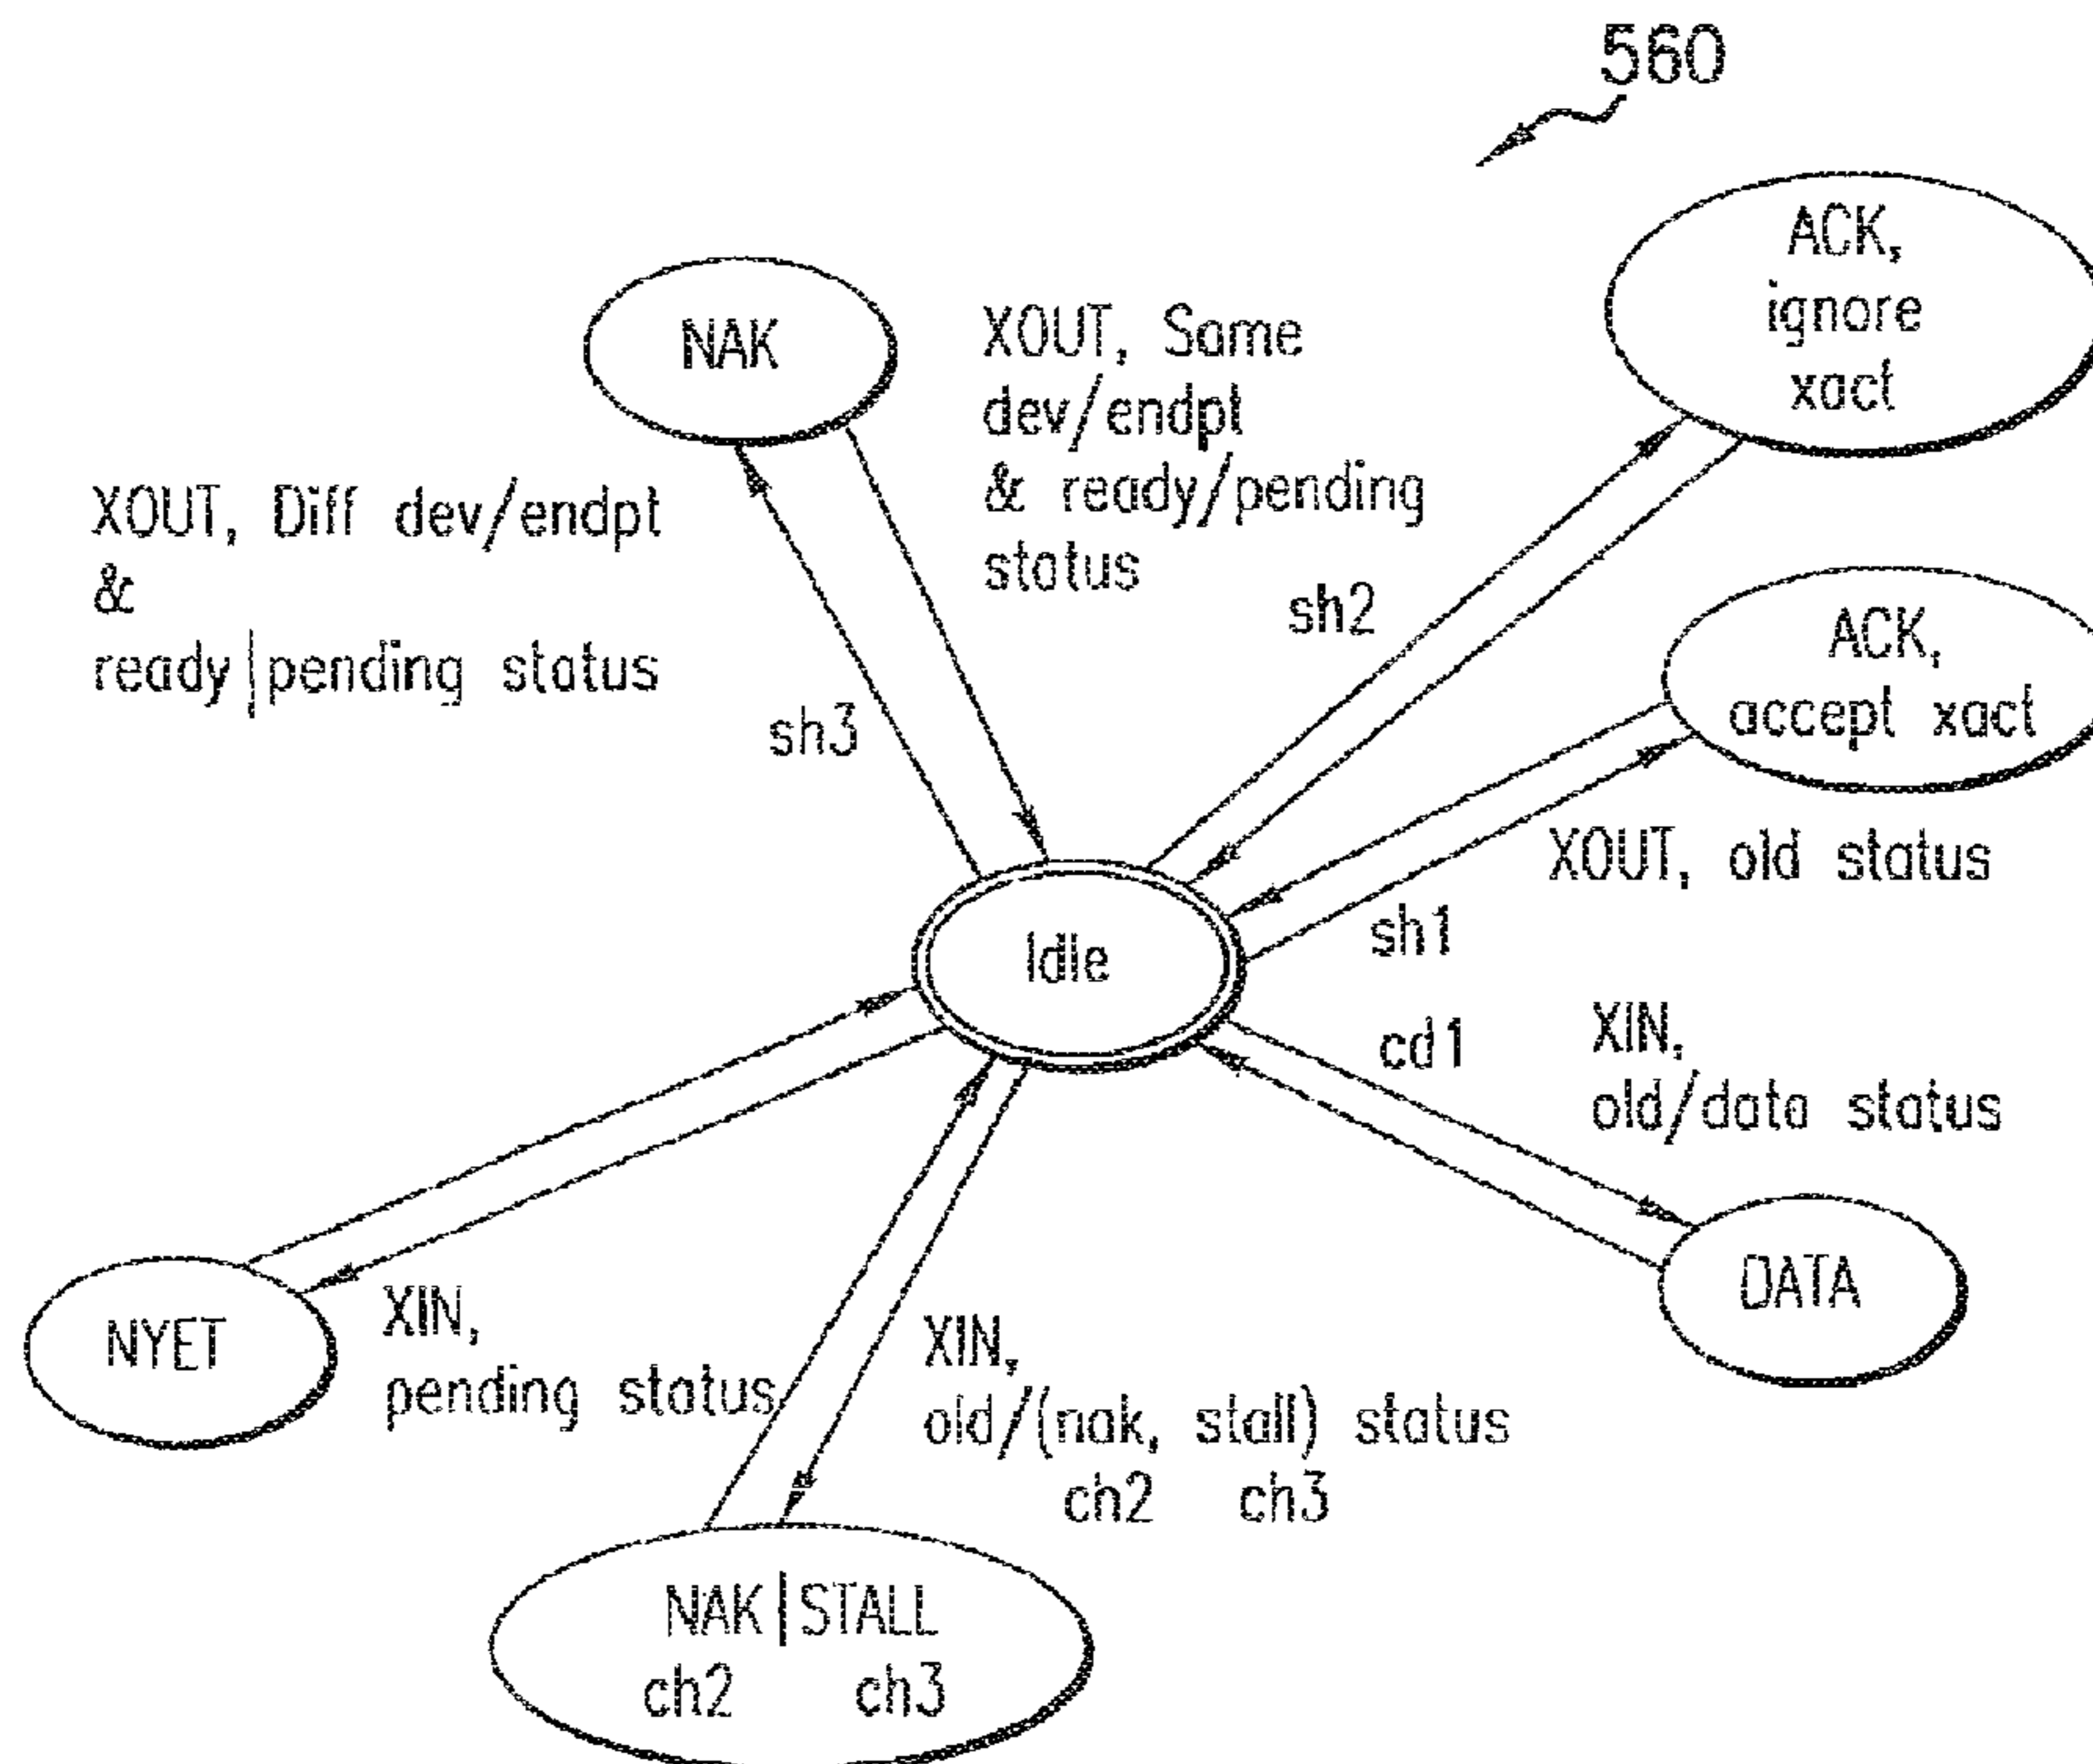 560
ACK,
ignore
xact
NAK
XOUT, Same
dev/endpt
& ready/pending
status
XOUT, Diff dev/endpt
&
ready|pending status
sh3
sh2
ACK,
accept xact
XOUT, old status
sh1
Idle
cd1
XIN,
old/data status
DATA
NYET
XIN,
pending status
XIN,
old/(nak, stall) status
ch2 ch3
NAK|STALL
ch2 ch3